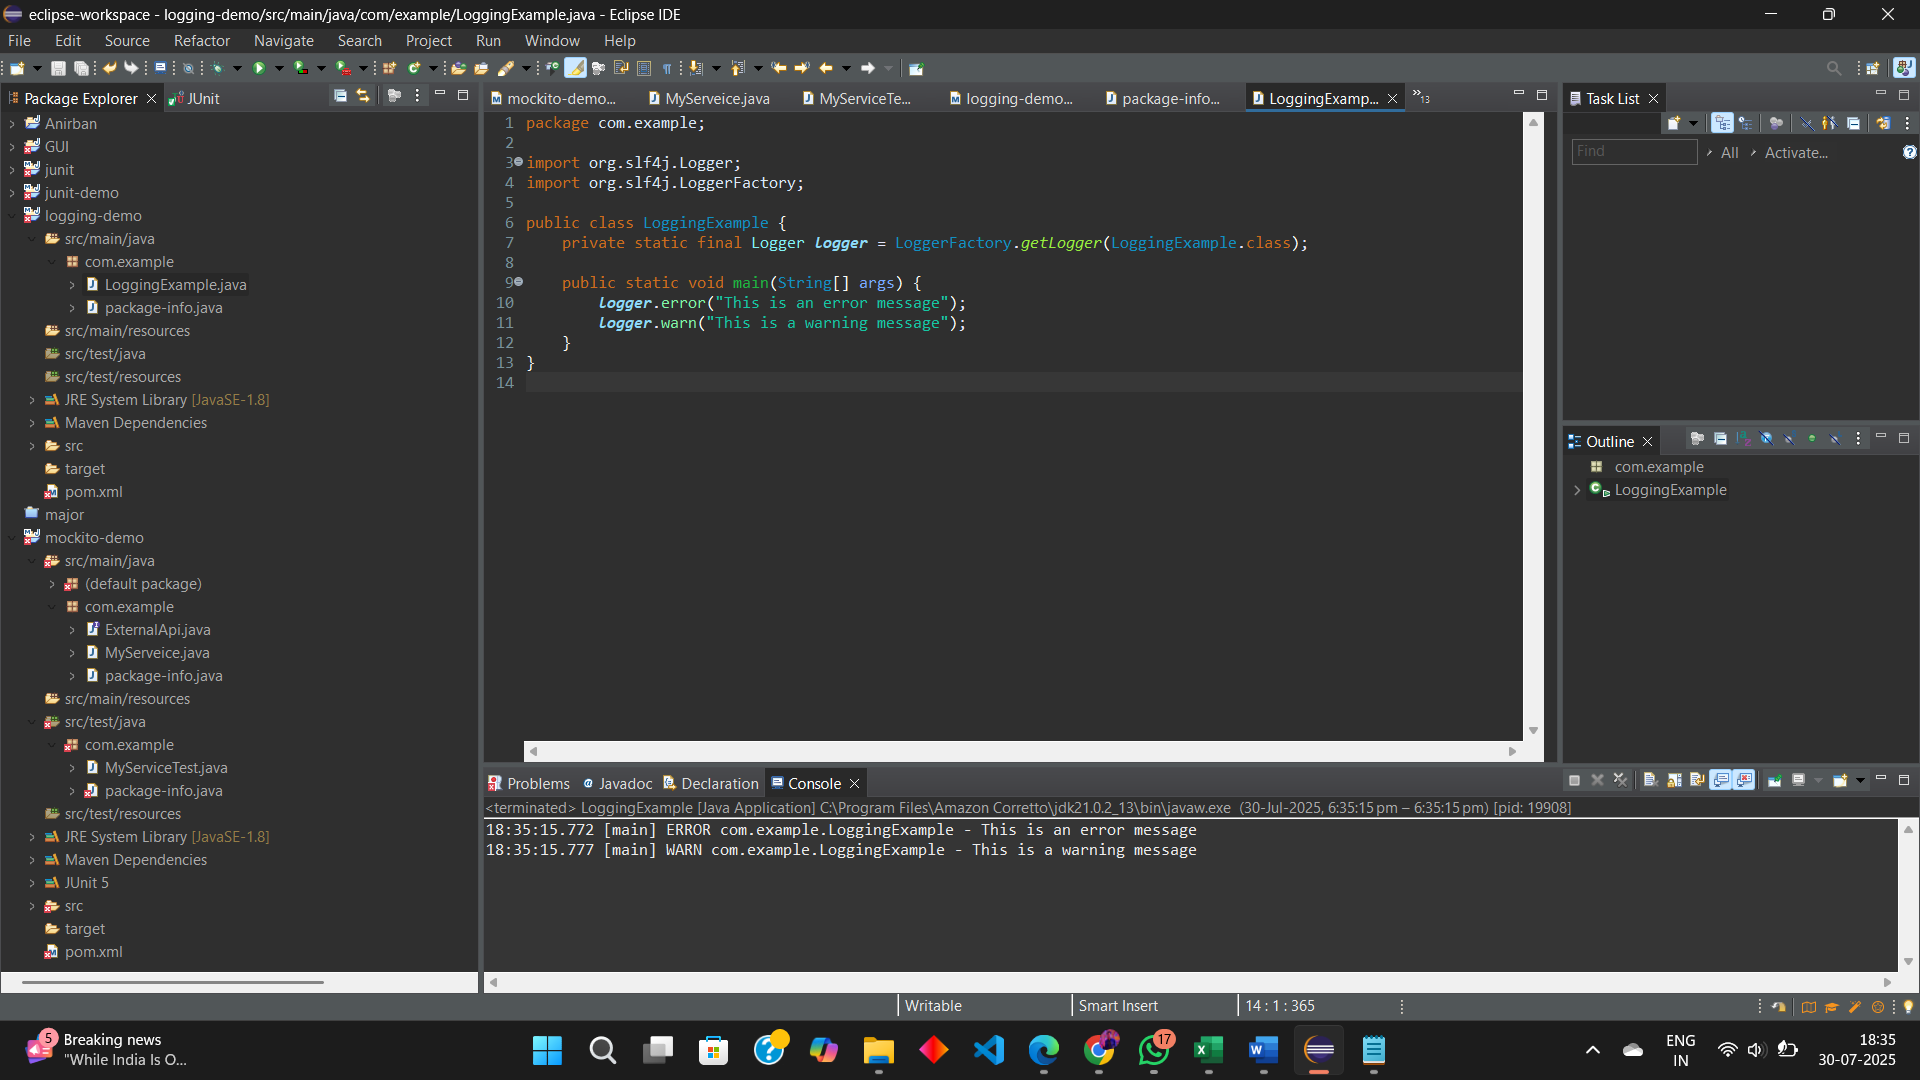 eclipse-workspace - logging-demo/src/main/java/com/example/LoggingExample.java - Eclipse IDE
File Edit Source Refactor Navigate Search Project Run Window Help
Package Explorer JUnit
Anirban
GUI
junit
junit-demo
logging-demo
src/main/java
com.example
LoggingExample.java
package-info.java
src/main/resources
src/test/java
src/test/resources
JRE System Library [JavaSE-1.8]
Maven Dependencies
src
target
pom.xml
major
mockito-demo
src/main/java
(default package)
com.example
ExternalApi.java
MyServeice.java
package-info.java
src/main/resources
src/test/java
com.example
MyServiceTest.java
package-info.java
src/test/resources
JRE System Library [JavaSE-1.8]
Maven Dependencies
JUnit 5
src
target
pom.xml
mockito-demo... MyServeice.java MyServiceTe... logging-demo... package-info... LoggingExamp... »13
1 package com.example;
2
3 import org.slf4j.Logger;
4 import org.slf4j.LoggerFactory;
5
6 public class LoggingExample {
7 private static final Logger logger = LoggerFactory.getLogger(LoggingExample.class);
8
9 public static void main(String[] args) {
10 logger.error("This is an error message");
11 logger.warn("This is a warning message");
12 }
13 }
14
Task List
Find All Activate...
Outline
com.example
LoggingExample
Problems Javadoc Declaration Console
<terminated> LoggingExample [Java Application] C:\Program Files\Amazon Corretto\jdk21.0.2_13\bin\javaw.exe (30-Jul-2025, 6:35:15 pm – 6:35:15 pm) [pid: 19908]
18:35:15.772 [main] ERROR com.example.LoggingExample - This is an error message
18:35:15.777 [main] WARN com.example.LoggingExample - This is a warning message
Writable Smart Insert 14 : 1 : 365
5
Breaking news
"While India Is O...
17
ENG
IN
18:35
30-07-2025